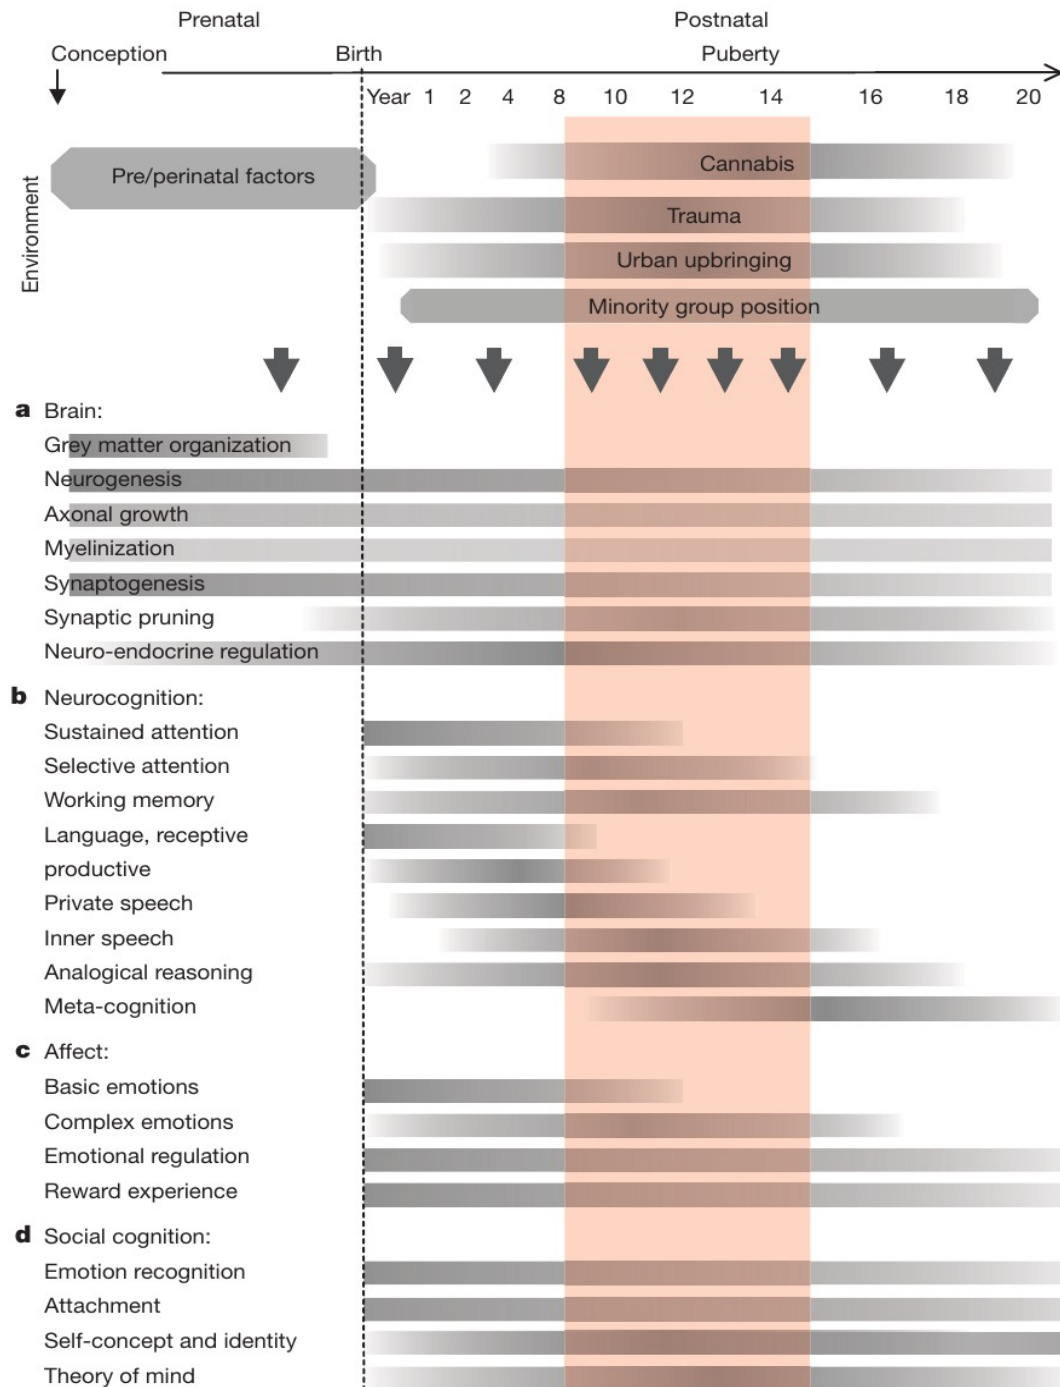 Prenatal Postnatal
Conception Birth Puberty
Year 1 2 4 8 10 12 14 16 18 20
Environment
Cannabis
Pre/perinatal factors
Trauma
Urban upbringing
Minority group position
a Brain:
Grey matter organization
Neurogenesis
Axonal growth
Myelinization
Synaptogenesis
Synaptic pruning
Neuro-endocrine regulation
b Neurocognition:
Sustained attention
Selective attention
Working memory
Language, receptive
productive
Private speech
Inner speech
Analogical reasoning
Meta-cognition
c Affect:
Basic emotions
Complex emotions
Emotional regulation
Reward experience
d Social cognition:
Emotion recognition
Attachment
Self-concept and identity
Theory of mind